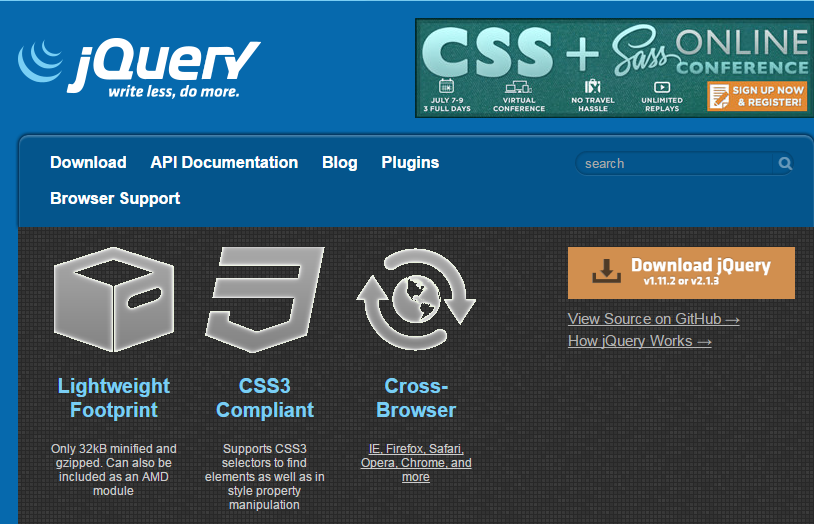 jQuery
write less, do more.
CSS + Sass ONLINE
CONFERENCE
JULY 7-9
3 FULL DAYS
VIRTUAL
CONFERENCE
NO TRAVEL
HASSLE
UNLIMITED
REPLAYS
SIGN UP NOW
& REGISTER!
Download API Documentation Blog Plugins
search
Browser Support
Download jQuery
v1.11.2 or v2.1.3
View Source on GitHub →
How jQuery Works →
Lightweight
Footprint
Only 32kB minified and
gzipped. Can also be
included as an AMD
module
CSS3
Compliant
Supports CSS3
selectors to find
elements as well as in
style property
manipulation
Cross-
Browser
IE, Firefox, Safari,
Opera, Chrome, and
more